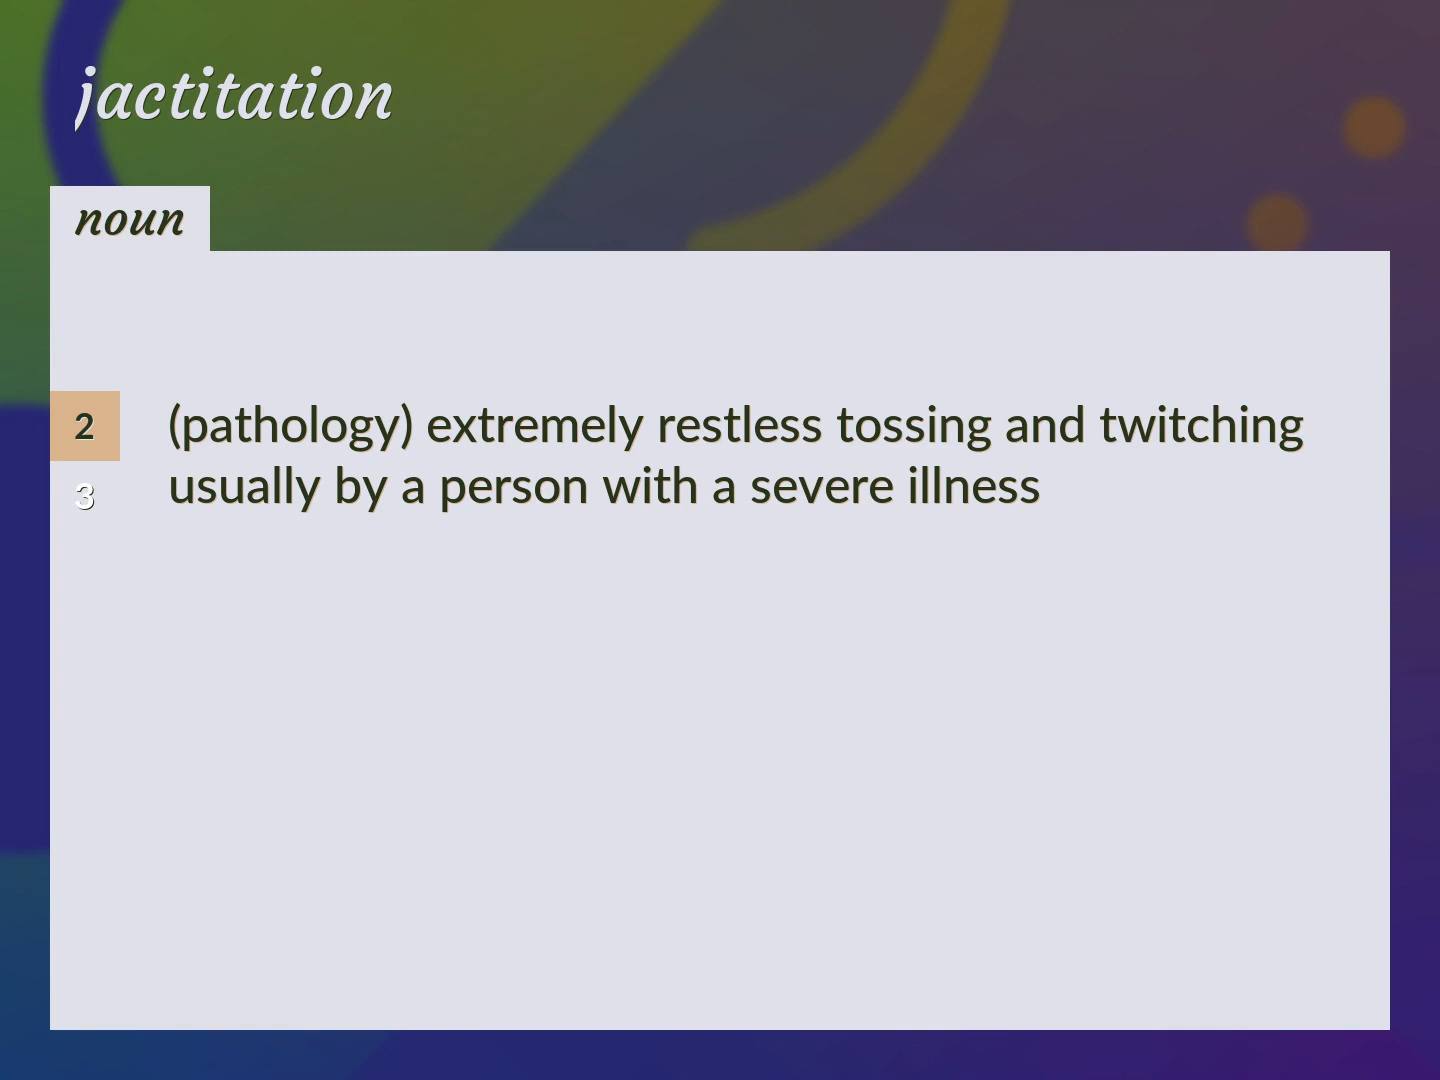 jactitation
noun
2 (pathology) extremely restless tossing and twitching
usually by a person with a severe illness
3